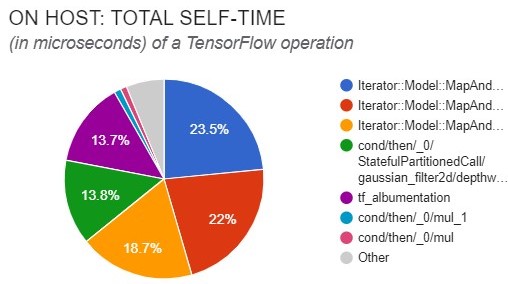 ON HOST: TOTAL SELF-TIME
(in microseconds) of a TensorFlow operation
23.5%
22%
18.7%
13.8%
13.7%
Iterator::Model::MapAnd...
Iterator::Model::MapAnd...
Iterator::Model::MapAnd...
cond/then/_0/
StatefulPartitionedCall/
gaussian_filter2d/depthw...
tf_albumentation
cond/then/_0/mul_1
cond/then/_0/mul
Other